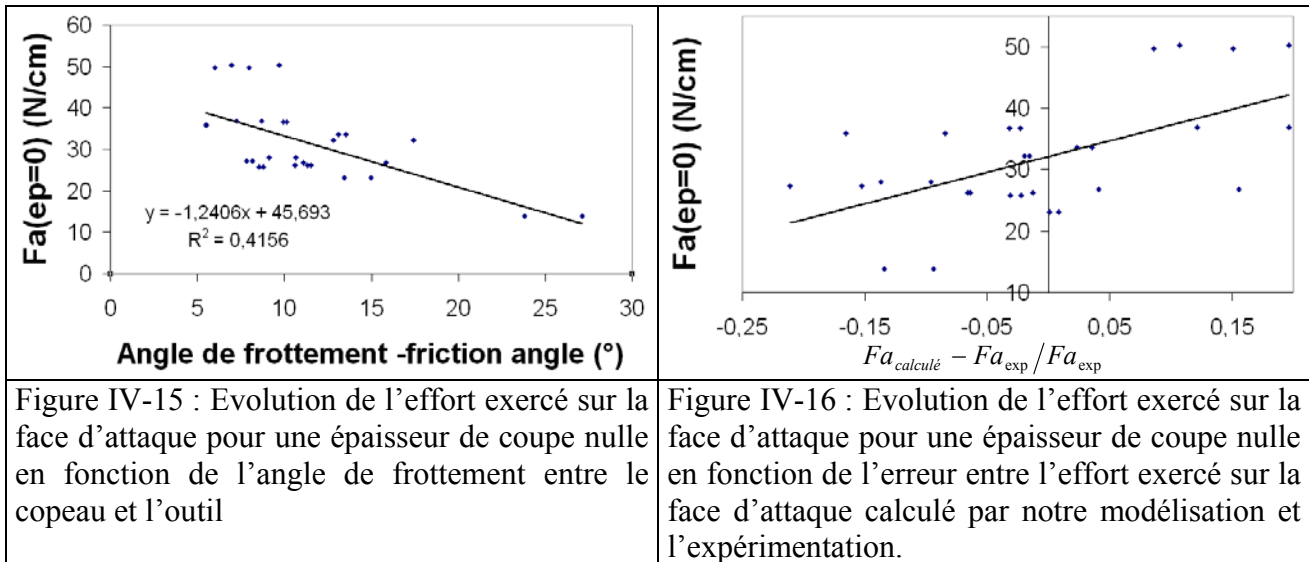 Fa(ep=0) (N/cm)
60
50
40
30
20
10
0
y = -1,2406x + 45,693
R² = 0,4156
0 5 10 15 20 25 30
Angle de frottement -friction angle (°)
Fa(ep=0) (N/cm)
50
40
30
20
10
-0,25 -0,15 -0,05 0,05 0,15
Fa_calculé − Fa_exp / Fa_exp
Figure IV-15 : Evolution de l’effort exercé sur la
face d’attaque pour une épaisseur de coupe nulle
en fonction de l’angle de frottement entre le
copeau et l’outil
Figure IV-16 : Evolution de l’effort exercé sur la
face d’attaque pour une épaisseur de coupe nulle
en fonction de l’erreur entre l’effort exercé sur la
face d’attaque calculé par notre modélisation et
l’expérimentation.